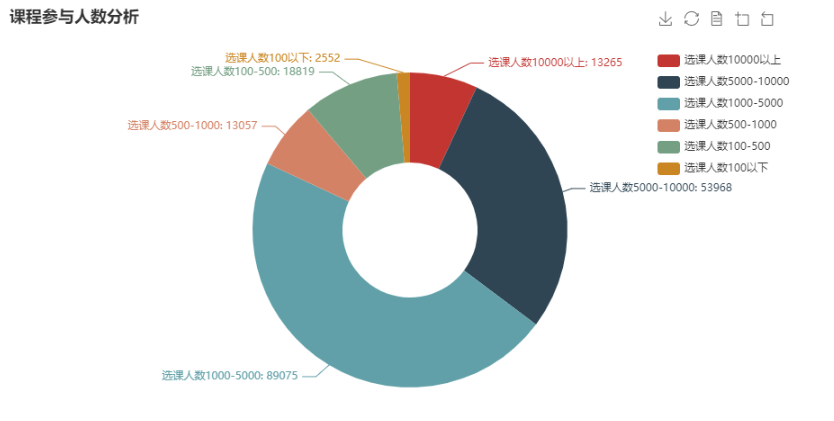 课程参与人数分析
选课人数100以下: 2552
选课人数10000以上: 13265
选课人数100-500: 18819
选课人数500-1000: 13057
选课人数5000-10000: 53968
选课人数1000-5000: 89075
选课人数10000以上
选课人数5000-10000
选课人数1000-5000
选课人数500-1000
选课人数100-500
选课人数100以下